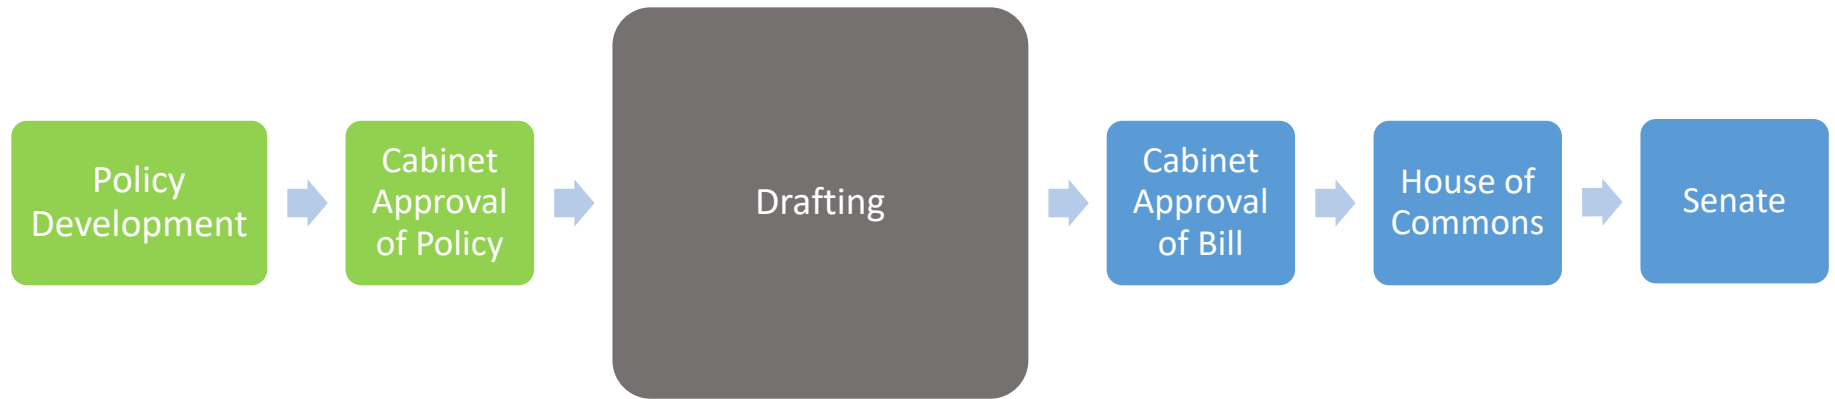 Policy
Development
Cabinet
Approval
of Policy
Drafting
Cabinet
Approval
of Bill
House of
Commons
Senate